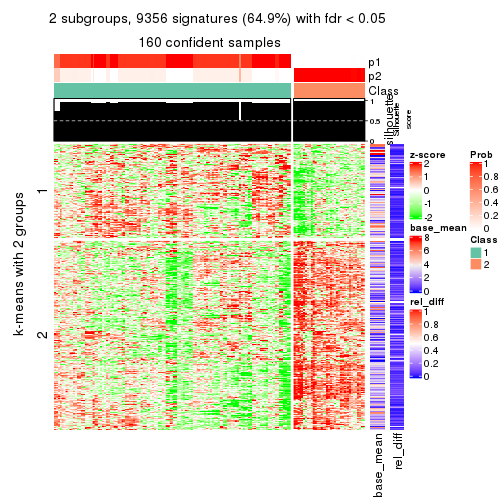 2 subgroups, 9356 signatures (64.9%) with fdr < 0.05
160 confident samples
p1
p2
Class
silhouette
Silhouette
score
1
0.5
0
k-means with 2 groups
1
2
base_mean
rel_diff
z-score
2
1
0
-1
-2
base_mean
8
6
4
2
0
rel_diff
1
0.8
0.6
0.4
0.2
0
Prob
1
0.8
0.6
0.4
0.2
0
Class
1
2